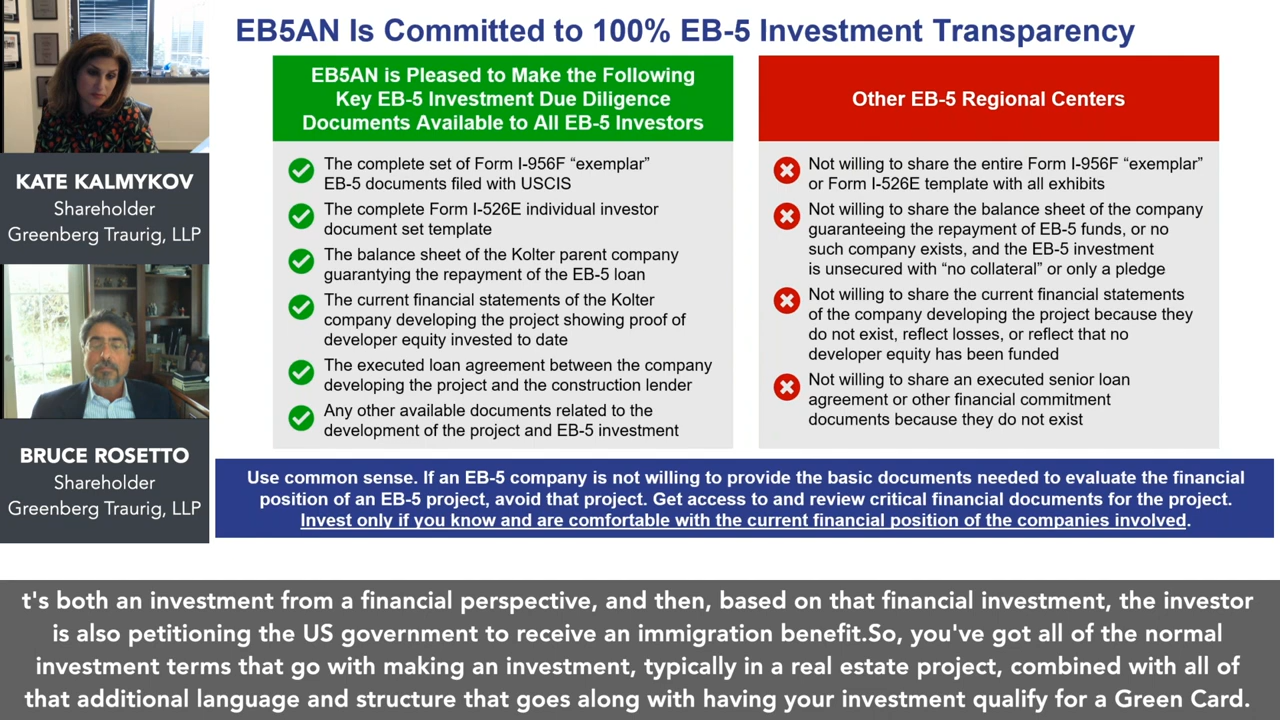 EB5AN Is Committed to 100% EB-5 Investment Transparency
KATE KALMYKOV
Shareholder
Greenberg Traurig, LLP
BRUCE ROSETTO
Shareholder
Greenberg Traurig, LLP
EB5AN is Pleased to Make the Following
Key EB-5 Investment Due Diligence
Documents Available to All EB-5 Investors
The complete set of Form I-956F “exemplar”
EB-5 documents filed with USCIS
The complete Form I-526E individual investor
document set template
The balance sheet of the Kolter parent company
guarantying the repayment of the EB-5 loan
The current financial statements of the Kolter
company developing the project showing proof of
developer equity invested to date
The executed loan agreement between the company
developing the project and the construction lender
Any other available documents related to the
development of the project and EB-5 investment
Other EB-5 Regional Centers
Not willing to share the entire Form I-956F “exemplar”
or Form I-526E template with all exhibits
Not willing to share the balance sheet of the company
guaranteeing the repayment of EB-5 funds, or no
such company exists, and the EB-5 investment
is unsecured with “no collateral” or only a pledge
Not willing to share the current financial statements
of the company developing the project because they
do not exist, reflect losses, or reflect that no
developer equity has been funded
Not willing to share an executed senior loan
agreement or other financial commitment
documents because they do not exist
Use common sense. If an EB-5 company is not willing to provide the basic documents needed to evaluate the financial
position of an EB-5 project, avoid that project. Get access to and review critical financial documents for the project.
Invest only if you know and are comfortable with the current financial position of the companies involved.
t's both an investment from a financial perspective, and then, based on that financial investment, the investor
is also petitioning the US government to receive an immigration benefit.So, you've got all of the normal
investment terms that go with making an investment, typically in a real estate project, combined with all of
that additional language and structure that goes along with having your investment qualify for a Green Card.